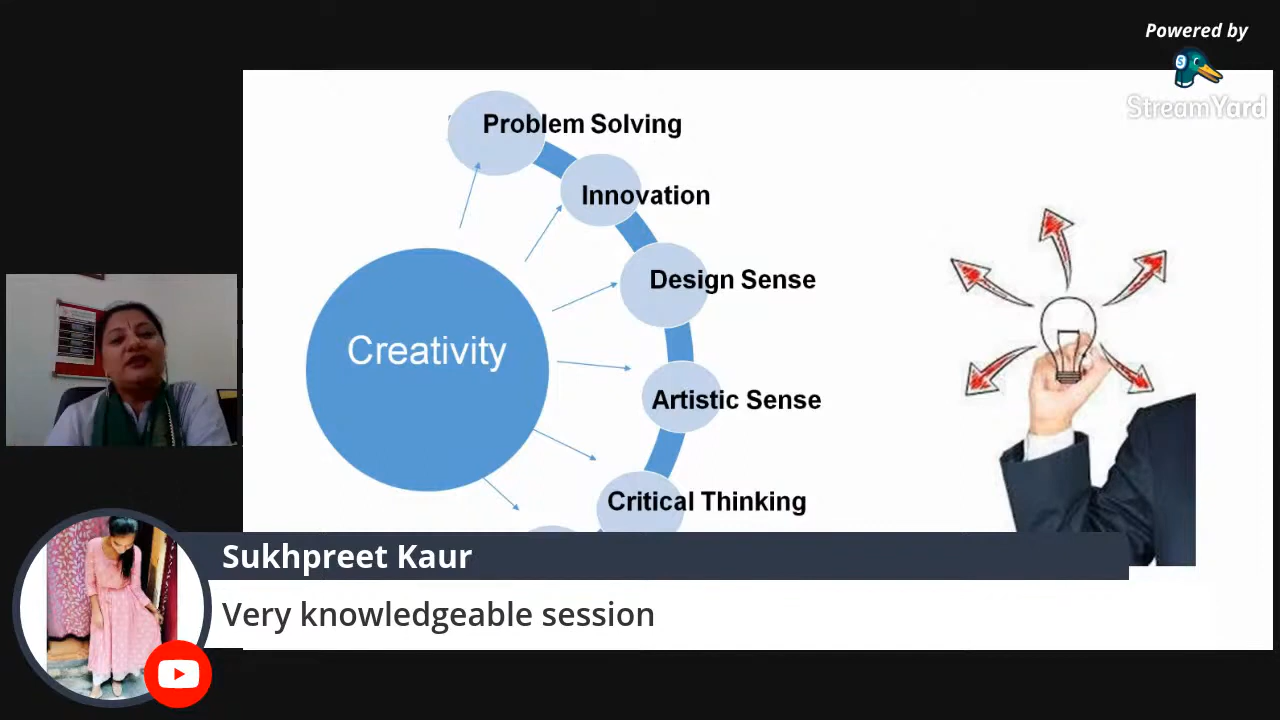 Powered by
StreamYard
Problem Solving
Innovation
Design Sense
Creativity
Artistic Sense
Critical Thinking
Sukhpreet Kaur
Very knowledgeable session